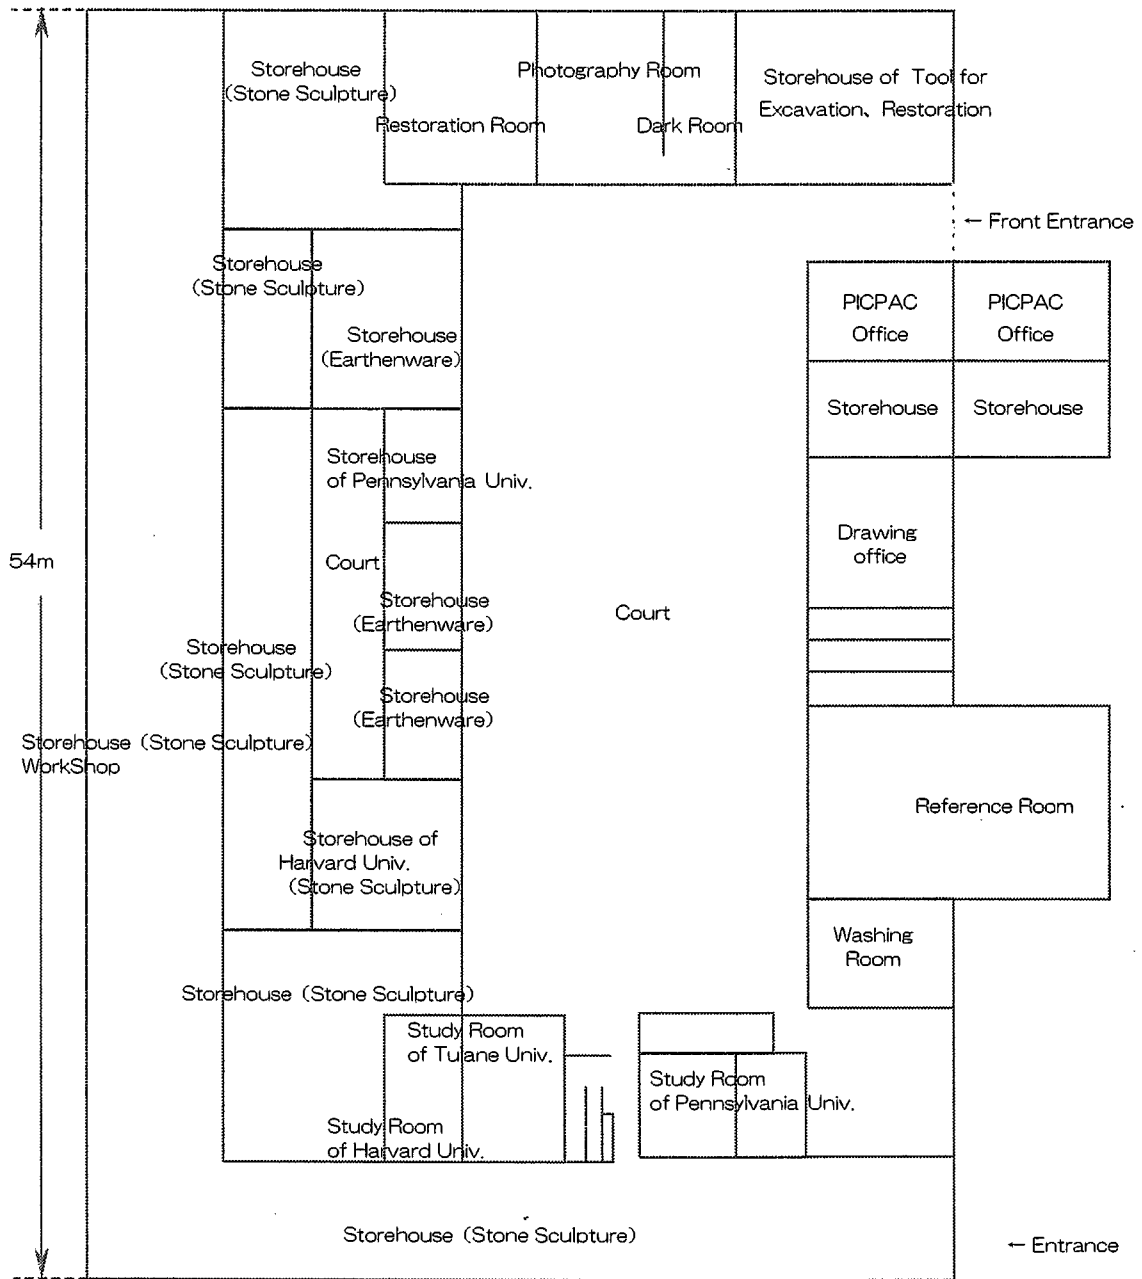 Storehouse
(Stone Sculpture)
Photography Room
Storehouse of Tool for
Excavation、Restoration
Restoration Room
Dark Room
← Front Entrance
Storehouse
(Stone Sculpture)
Storehouse
(Earthenware)
PICPAC
Office
PICPAC
Office
Storehouse
Storehouse
Storehouse
of Pennsylvania Univ.
Drawing
office
54m
Court
Storehouse
(Earthenware)
Court
Storehouse
(Stone Sculpture)
Storehouse
(Earthenware)
Storehouse (Stone Sculpture)
WorkShop
Reference Room
Storehouse of
Harvard Univ.
(Stone Sculpture)
Washing
Room
Storehouse (Stone Sculpture)
Study Room
of Tulane Univ.
Study Room
of Pennsylvania Univ.
Study Room
of Harvard Univ.
Storehouse (Stone Sculpture)
← Entrance